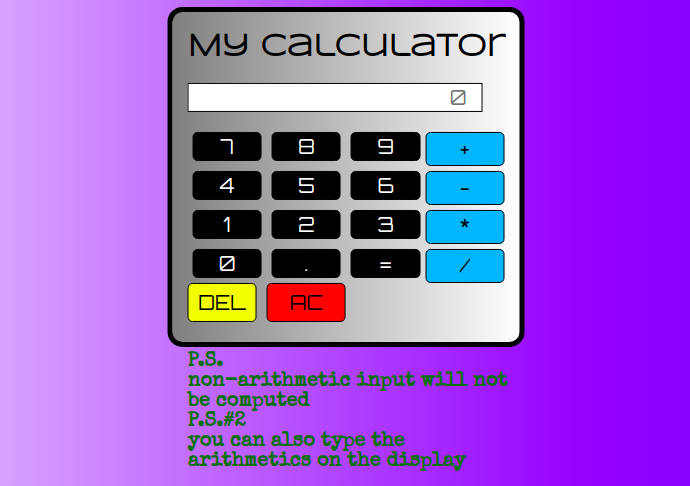 My Calculator
0
7 8 9 +
4 5 6 -
1 2 3 *
0 . = /
DEL AC
P.S.
non-arithmetic input will not
be computed
P.S.#2
you can also type the
arithmetics on the display